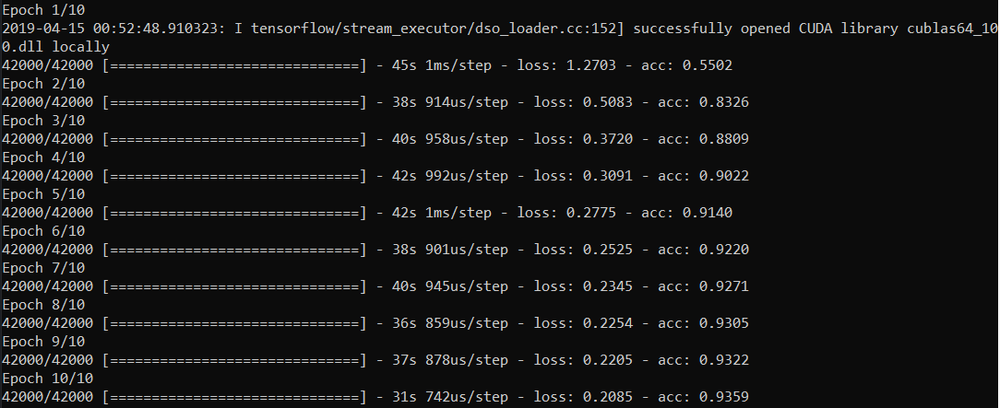 Epoch 1/10
2019-04-15 00:52:48.910323: I tensorflow/stream_executor/dso_loader.cc:152] successfully opened CUDA library cublas64_10
0.dll locally
42000/42000 [==============================] - 45s 1ms/step - loss: 1.2703 - acc: 0.5502
Epoch 2/10
42000/42000 [==============================] - 38s 914us/step - loss: 0.5083 - acc: 0.8326
Epoch 3/10
42000/42000 [==============================] - 40s 958us/step - loss: 0.3720 - acc: 0.8809
Epoch 4/10
42000/42000 [==============================] - 42s 992us/step - loss: 0.3091 - acc: 0.9022
Epoch 5/10
42000/42000 [==============================] - 42s 1ms/step - loss: 0.2775 - acc: 0.9140
Epoch 6/10
42000/42000 [==============================] - 38s 901us/step - loss: 0.2525 - acc: 0.9220
Epoch 7/10
42000/42000 [==============================] - 40s 945us/step - loss: 0.2345 - acc: 0.9271
Epoch 8/10
42000/42000 [==============================] - 36s 859us/step - loss: 0.2254 - acc: 0.9305
Epoch 9/10
42000/42000 [==============================] - 37s 878us/step - loss: 0.2205 - acc: 0.9322
Epoch 10/10
42000/42000 [==============================] - 31s 742us/step - loss: 0.2085 - acc: 0.9359